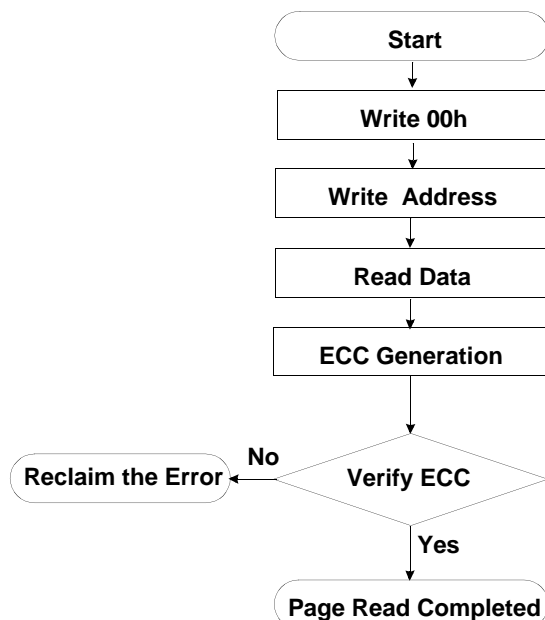 Start
Write 00h
Write Address
Read Data
ECC Generation
No
Reclaim the Error
Verify ECC
Yes
Page Read Completed